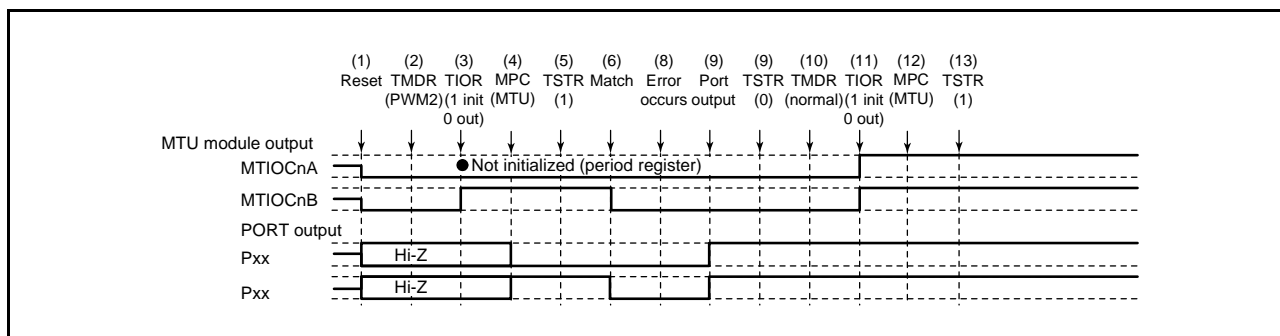 (1) (2) (3) (4) (5) (6) (8) (9) (9) (10) (11) (12) (13)
Reset TMDR TIOR MPC TSTR Match Error Port TSTR TMDR TIOR MPC TSTR
(PWM2) (1 init (MTU) (1) occurs output (0) (normal) (1 init (MTU) (1)
0 out) 0 out)
MTU module output
MTIOCnA
Not initialized (period register)
MTIOCnB
PORT output
Pxx
Hi-Z
Pxx
Hi-Z